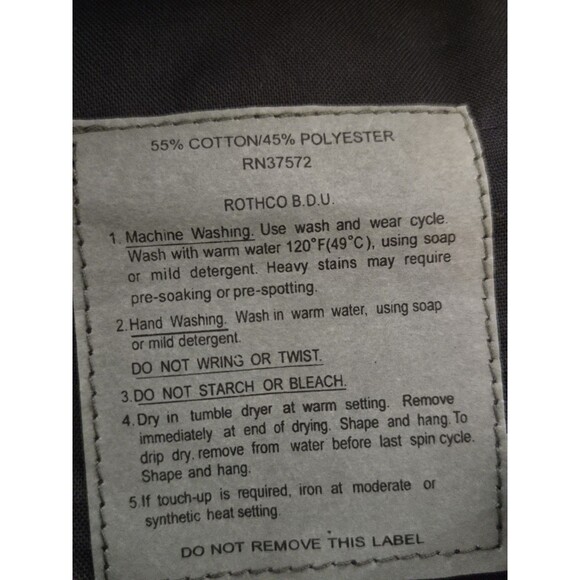 55% COTTON/45% POLYESTER
RN37572
ROTHCO B.D.U.
1. Machine Washing. Use wash and wear cycle.
Wash with warm water 120°F(49°C), using soap
or mild detergent. Heavy stains may require
pre-soaking or pre-spotting.
2. Hand Washing. Wash in warm water, using soap
or mild detergent.
DO NOT WRING OR TWIST.
3. DO NOT STARCH OR BLEACH.
4. Dry in tumble dryer at warm setting. Remove
immediately at end of drying. Shape and hang. To
drip dry. remove from water before last spin cycle.
Shape and hang.
5. If touch-up is required, iron at moderate or
synthetic heat setting.
DO NOT REMOVE THIS LABEL